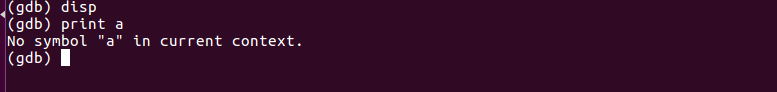 (gdb) disp
(gdb) print a
No symbol "a" in current context.
(gdb)